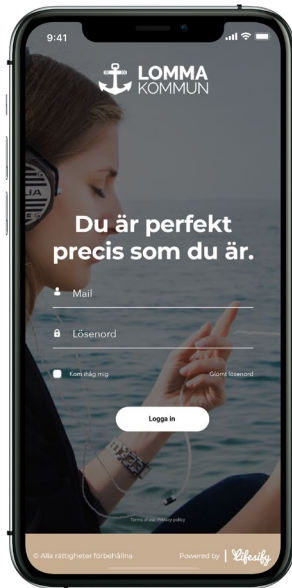 9:41
LOMMA
KOMMUN
Du är perfekt
precis som du är.
Mail
Lösenord
Kom ihåg mig
Glömt lösenord
Logga in
Terms of use. Privacy policy
© Alla rättigheter förbehållna
Powered by | Lifesify